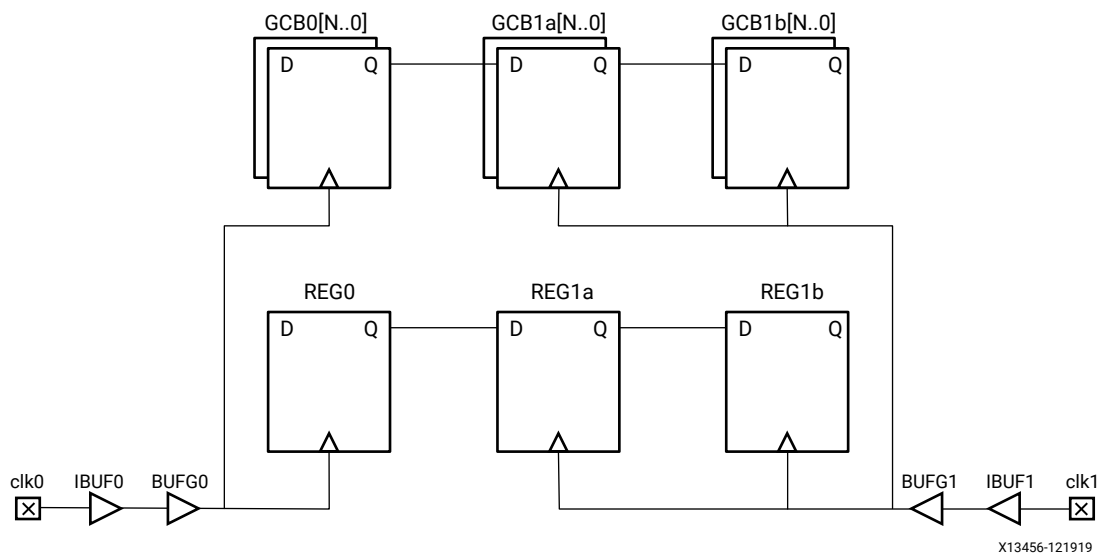 GCB0[N..0] GCB1a[N..0] GCB1b[N..0]
D Q D Q D Q
REG0 REG1a REG1b
D Q D Q D Q
clk0 IBUF0 BUFG0 BUFG1 IBUF1 clk1
X13456-121919